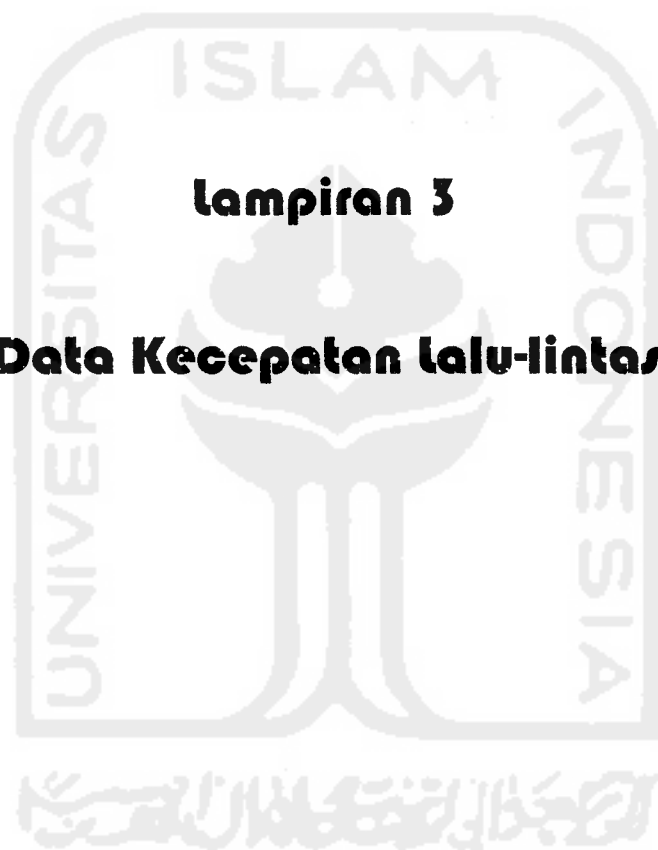 ISLAM
UNIVERSITAS
INDONESIA
Lampiran 3
Data Kecepatan Lalu-lintas